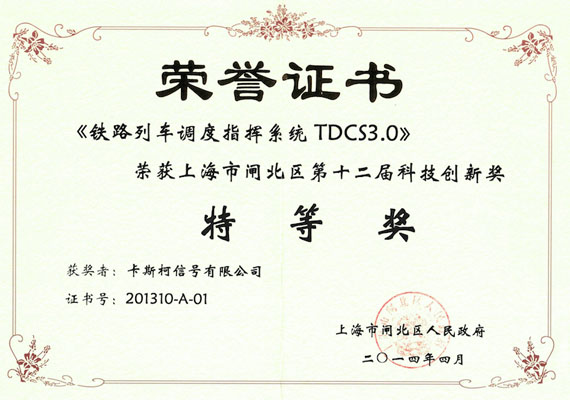 荣誉证书
《铁路列车调度指挥系统 TDCS3.0》
荣获上海市闸北区第十二届科技创新奖
特等奖
获奖者：卡斯柯信号有限公司
证书号：201310-A-01
上海市闸北区人民政府
二〇一四年四月